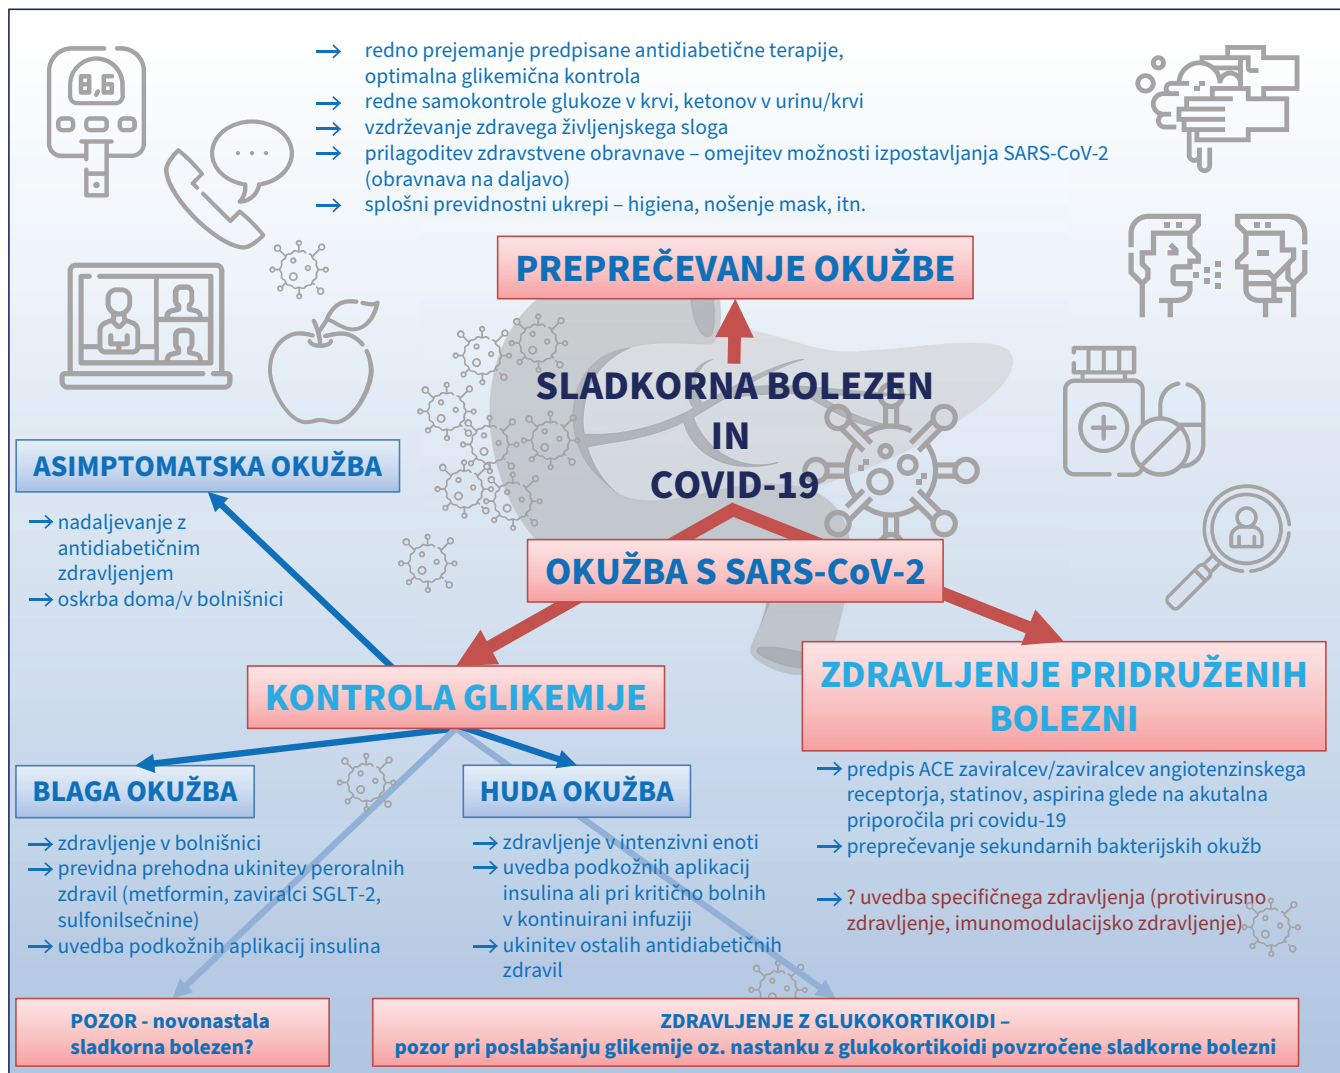 8,6
→ redno prejemanje predpisane antidiabetične terapije,
optimalna glikemična kontrola
→ redne samokontrole glukoze v krvi, ketonov v urinu/krvi
→ vzdrževanje zdravega življenjskega sloga
→ prilagoditev zdravstvene obravnave – omejitev možnosti izpostavljanja SARS-CoV-2
(obravnava na daljavo)
→ splošni previdnostni ukrepi – higiena, nošenje mask, itn.
PREPREČEVANJE OKUŽBE
SLADKORNA BOLEZEN
IN
COVID-19
OKUŽBA S SARS-CoV-2
ASIMPTOMATSKA OKUŽBA
→ nadaljevanje z
antidiabetičnim
zdravljenjem
→ oskrba doma/v bolnišnici
KONTROLA GLIKEMIJE
BLAGA OKUŽBA
→ zdravljenje v bolnišnici
→ previdna prehodna ukinitev peroralnih
zdravil (metformin, zaviralci SGLT-2,
sulfonilsečnine)
→ uvedba podkožnih aplikacij insulina
HUDA OKUŽBA
→ zdravljenje v intenzivni enoti
→ uvedba podkožnih aplikacij
insulina ali pri kritično bolnih
v kontinuirani infuziji
→ ukinitev ostalih antidiabetičnih
zdravil
ZDRAVLJENJE PRIDRUŽENIH
BOLEZNI
→ predpis ACE zaviralcev/zaviralcev angiotenzinskega
receptorja, statinov, aspirina glede na akutalna
priporočila pri covidu-19
→ preprečevanje sekundarnih bakterijskih okužb
→ ? uvedba specifičnega zdravljenja (protivirusno
zdravljenje, imunomodulacijsko zdravljenje)
POZOR - novonastala
sladkorna bolezen?
ZDRAVLJENJE Z GLUKOKORTIKOIDI –
pozor pri poslabšanju glikemije oz. nastanku z glukokortikoidi povzročene sladkorne bolezni